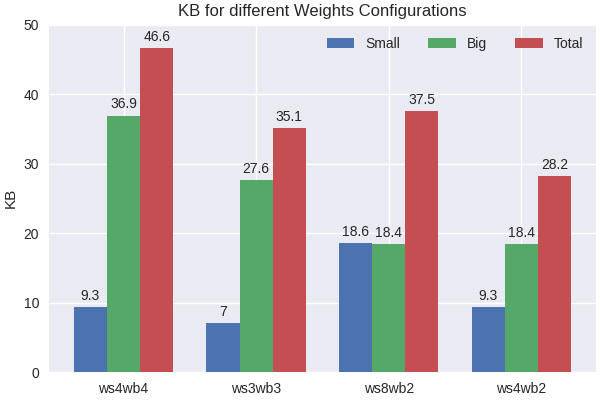 KB for different Weights Configurations
Small Big Total
KB
50
40
30
20
10
0
9.3 36.9 46.6
7 27.6 35.1
18.6 18.4 37.5
9.3 18.4 28.2
ws4wb4 ws3wb3 ws8wb2 ws4wb2